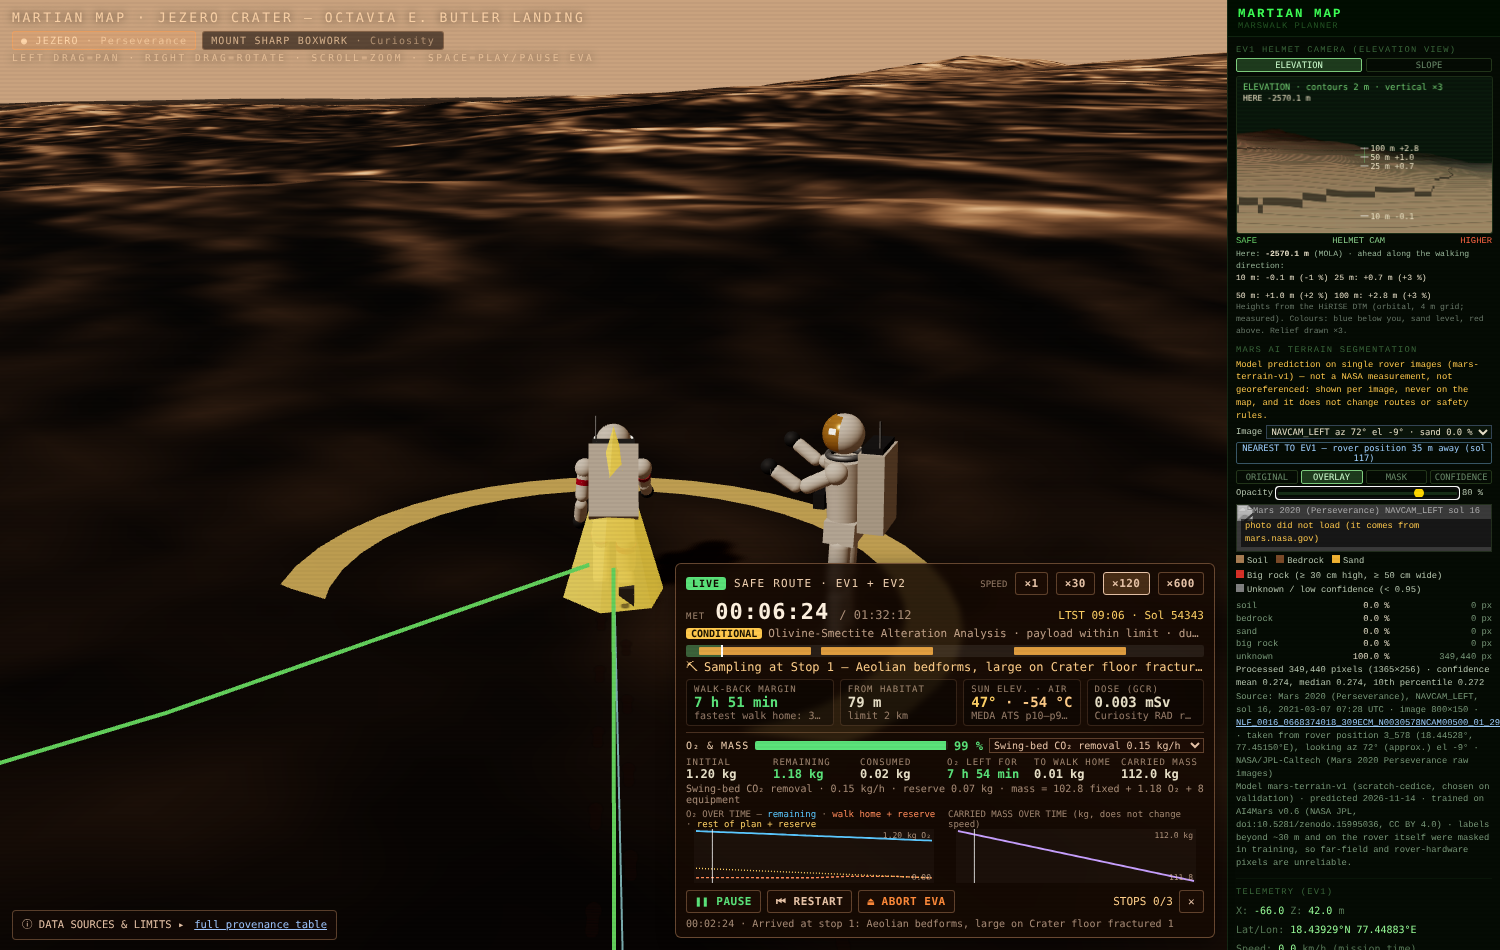 MARTIAN MAP · JEZERO CRATER — OCTAVIA E. BUTLER LANDING
● JEZERO · Perseverance
MOUNT SHARP BOXWORK · Curiosity
LEFT DRAG=PAN · RIGHT DRAG=ROTATE · SCROLL=ZOOM · SPACE=PLAY/PAUSE EVA
LIVE SAFE ROUTE · EV1 + EV2
SPEED ×1 ×30 ×120 ×600
MET 00:06:24 / 01:32:12
LTST 09:06 · Sol 54343
CONDITIONAL Olivine-Smectite Alteration Analysis · payload within limit · du…
⛏ Sampling at Stop 1 — Aeolian bedforms, large on Crater floor fractur…
WALK-BACK MARGIN
7 h 51 min
fastest walk home: 3…
FROM HABITAT
79 m
limit 2 km
SUN ELEV. · AIR
47° · -54 °C
MEDA ATS p10–p9…
DOSE (GCR)
0.003 mSv
Curiosity RAD r…
O₂ & MASS 99 % Swing-bed CO₂ removal 0.15 kg/h
INITIAL REMAINING CONSUMED O₂ LEFT FOR TO WALK HOME CARRIED MASS
1.20 kg 1.18 kg 0.02 kg 7 h 54 min 0.01 kg 112.0 kg
Swing-bed CO₂ removal · 0.15 kg/h · reserve 0.07 kg · mass = 102.8 fixed + 1.18 O₂ + 8
equipment
O₂ OVER TIME — remaining · walk home + reserve
· rest of plan + reserve
1.20 kg O₂
0.00
CARRIED MASS OVER TIME (kg, does not change
speed)
112.0 kg
111.8
❚❚ PAUSE
⏮ RESTART
⏏ ABORT EVA
STOPS 0/3 ✕
00:02:24 · Arrived at stop 1: Aeolian bedforms, large on Crater floor fractured 1
ⓘ DATA SOURCES & LIMITS ▸ full provenance table
MARTIAN MAP
MARSWALK PLANNER
EV1 HELMET CAMERA (ELEVATION VIEW)
ELEVATION SLOPE
ELEVATION · contours 2 m · vertical ×3
HERE -2570.1 m
100 m +2.8
50 m +1.0
25 m +0.7
10 m -0.1
SAFE HELMET CAM HIGHER
Here: -2570.1 m (MOLA) · ahead along the walking
direction:
10 m: -0.1 m (-1 %) 25 m: +0.7 m (+3 %)
50 m: +1.0 m (+2 %) 100 m: +2.8 m (+3 %)
Heights from the HiRISE DTM (orbital, 4 m grid;
measured). Colours: blue below you, sand level, red
above. Relief drawn ×3.
MARS AI TERRAIN SEGMENTATION
Model prediction on single rover images (mars-
terrain-v1) — not a NASA measurement, not
georeferenced: shown per image, never on the
map, and it does not change routes or safety
rules.
Image NAVCAM_LEFT az 72° el -9° · sand 0.0 %
NEAREST TO EV1 — rover position 35 m away (sol
117)
ORIGINAL OVERLAY MASK CONFIDENCE
Opacity 80 %
Mars 2020 (Perseverance) NAVCAM_LEFT sol 16
photo did not load (it comes from
mars.nasa.gov)
Soil Bedrock Sand
Big rock (≥ 30 cm high, ≥ 50 cm wide)
Unknown / low confidence (< 0.95)
soil 0.0 % 0 px
bedrock 0.0 % 0 px
sand 0.0 % 0 px
big rock 0.0 % 0 px
unknown 100.0 % 349,440 px
Processed 349,440 pixels (1365×256) · confidence
mean 0.274, median 0.274, 10th percentile 0.272
Source: Mars 2020 (Perseverance), NAVCAM_LEFT,
sol 16, 2021-03-07 07:28 UTC · image 800×150 ·
NLF_0016_0668374018_309ECM_N0030578NCAM00500_01_29
· taken from rover position 3_578 (18.44528°,
77.45150°E), looking az 72° (approx.) el -9° ·
NASA/JPL-Caltech (Mars 2020 Perseverance raw
images)
Model mars-terrain-v1 (scratch-cedice, chosen on
validation) · predicted 2026-11-14 · trained on
AI4Mars v0.6 (NASA JPL,
doi:10.5281/zenodo.15995036, CC BY 4.0) · labels
beyond ~30 m and on the rover itself were masked
in training, so far-field and rover-hardware
pixels are unreliable.
TELEMETRY (EV1)
X: -66.0 Z: 42.0 m
Lat/Lon: 18.43929°N 77.44883°E
Speed: 0.0 km/h (mission time)